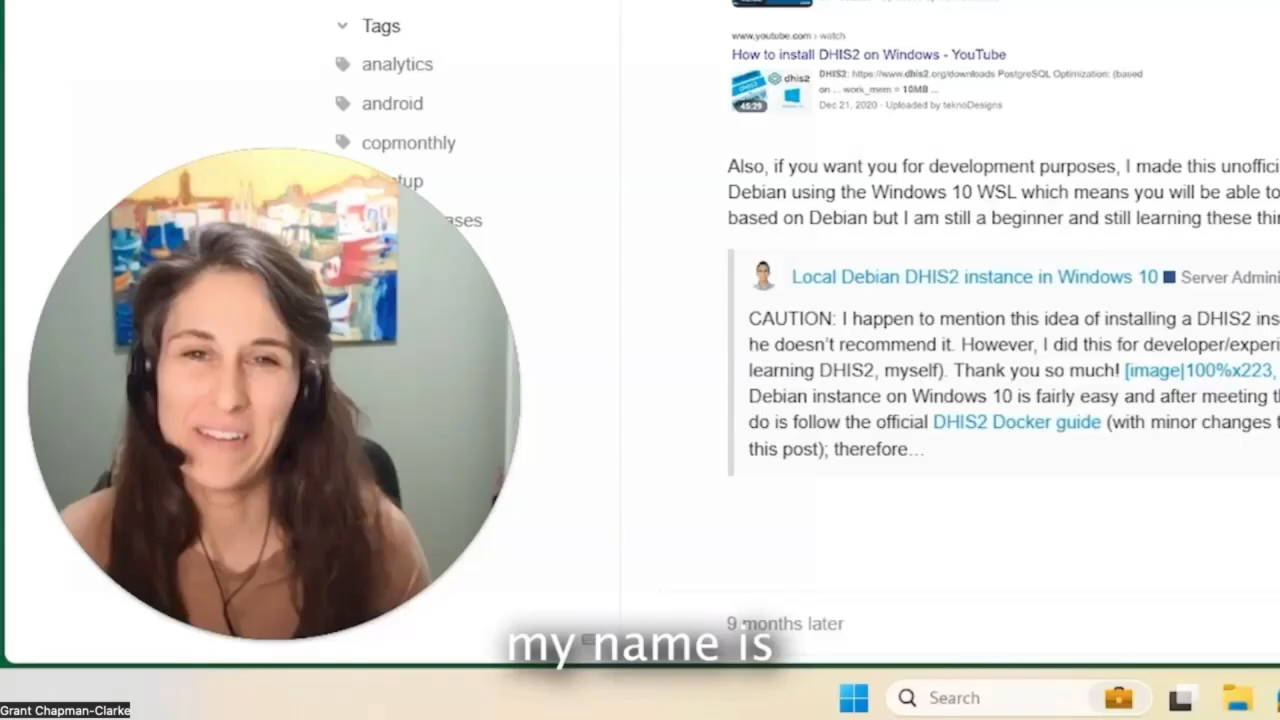 Tags
analytics
android
copmonthly
tup
ases
www.youtube.com › watch
How to install DHIS2 on Windows - YouTube
DHIS2: https://www.dhis2.org/downloads PostgreSQL Optimization: (based
on ... work_mem = 10MB ...
Dec 21, 2020 · Uploaded by teknoDesigns
dhis2
45:29
Also, if you want you for development purposes, I made this unoffici
Debian using the Windows 10 WSL which means you will be able to
based on Debian but I am still a beginner and still learning these thi
Local Debian DHIS2 instance in Windows 10 Server Admini
CAUTION: I happen to mention this idea of installing a DHIS2 ins
he doesn't recommend it. However, I did this for developer/experi
learning DHIS2, myself). Thank you so much! [image|100%x223,
Debian instance on Windows 10 is fairly easy and after meeting t
do is follow the official DHIS2 Docker guide (with minor changes t
this post); therefore…
9 months later
my name is
Search
Grant Chapman-Clarke